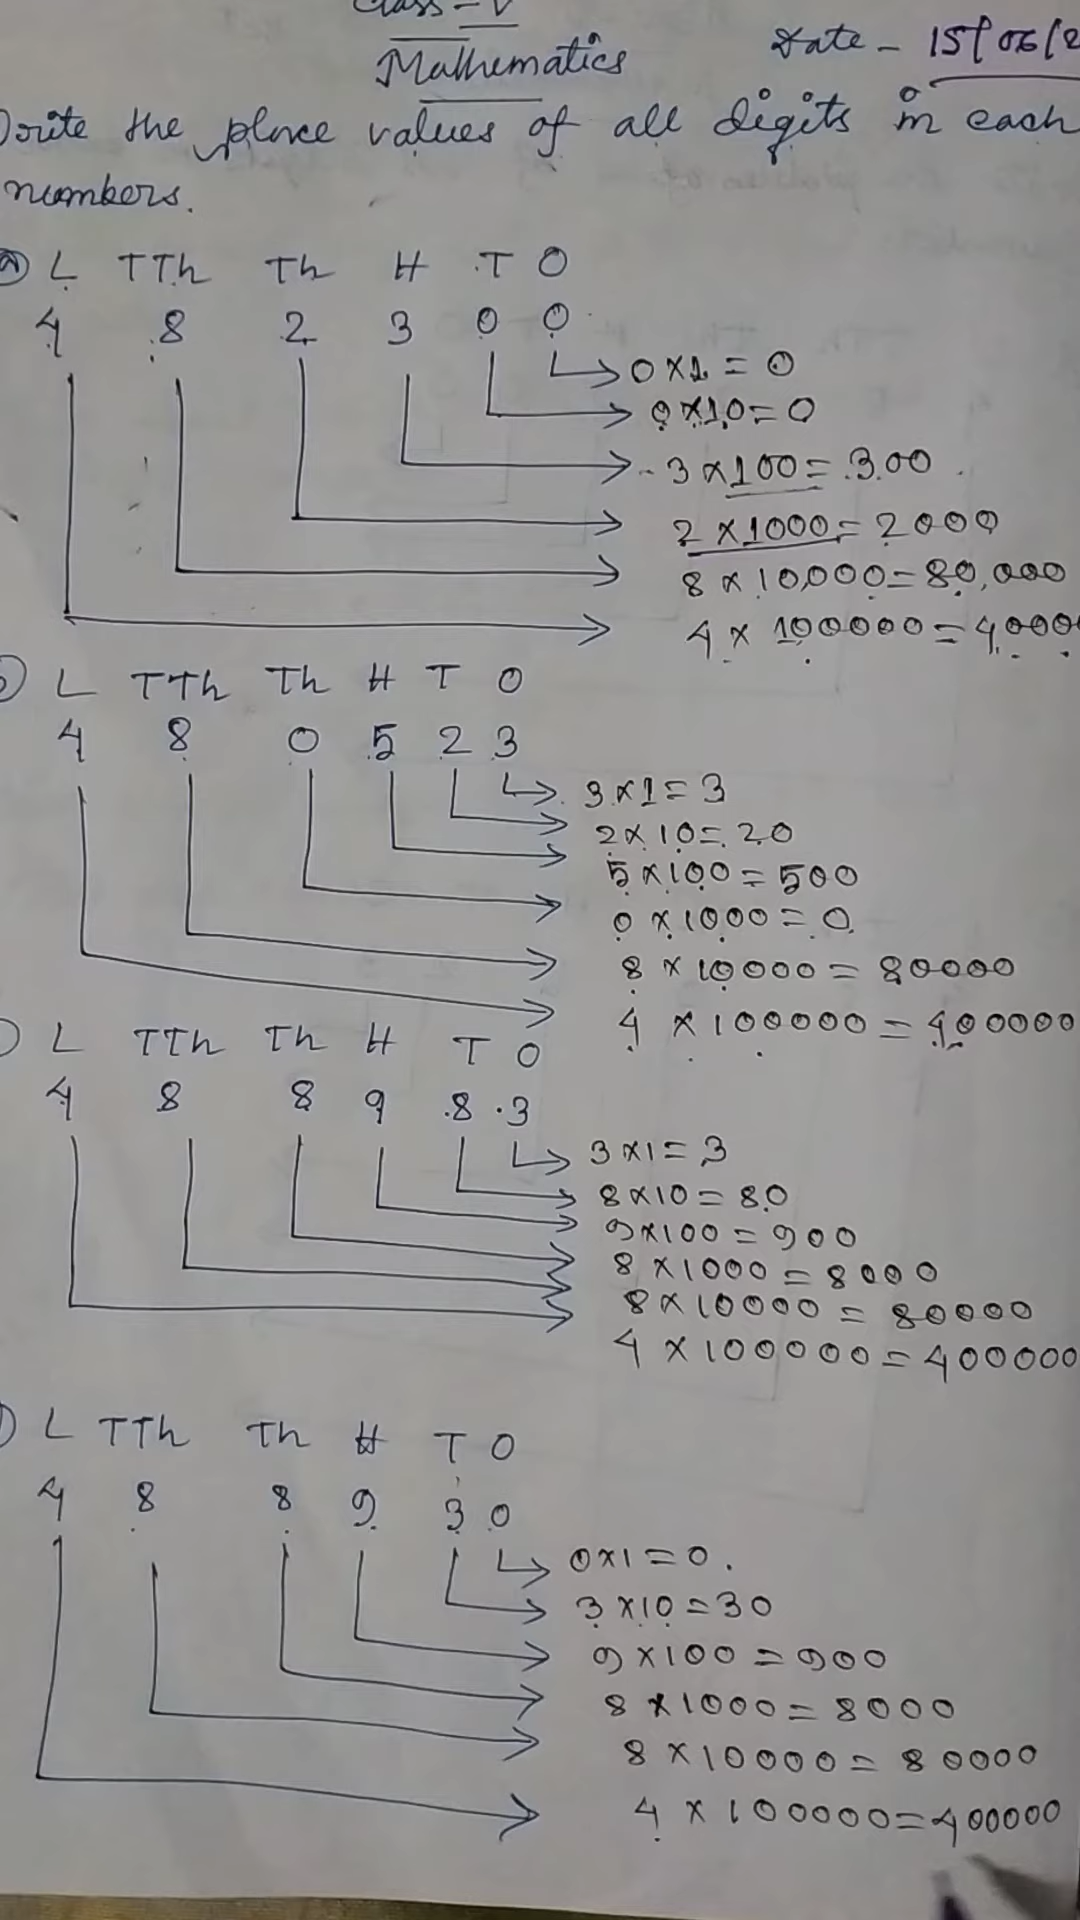 Class - V
Mathematics
Date - 15/06/2
Write the place values of all digits in each
numbers.
a) L TTh Th H T O
4 8 2 3 0 0
0×1 = 0
0×10=0
3×100=300
2×1000=2000
8×10,000=80,000
4×100000=4000
L TTh Th H T O
4 8 0 5 2 3
3×1=3
2×10=20
5×100=500
0×1000=0
8×10000=80000
4×100000=400000
L TTh Th H T O
4 8 8 9 8 3
3×1=3
8×10=80
9×100=900
8×1000=8000
8×10000=80000
4×100000=400000
L TTh Th H T O
4 8 8 9 3 0
0×1=0.
3×10=30
9×100=900
8×1000=8000
8×10000=80000
4×100000=400000